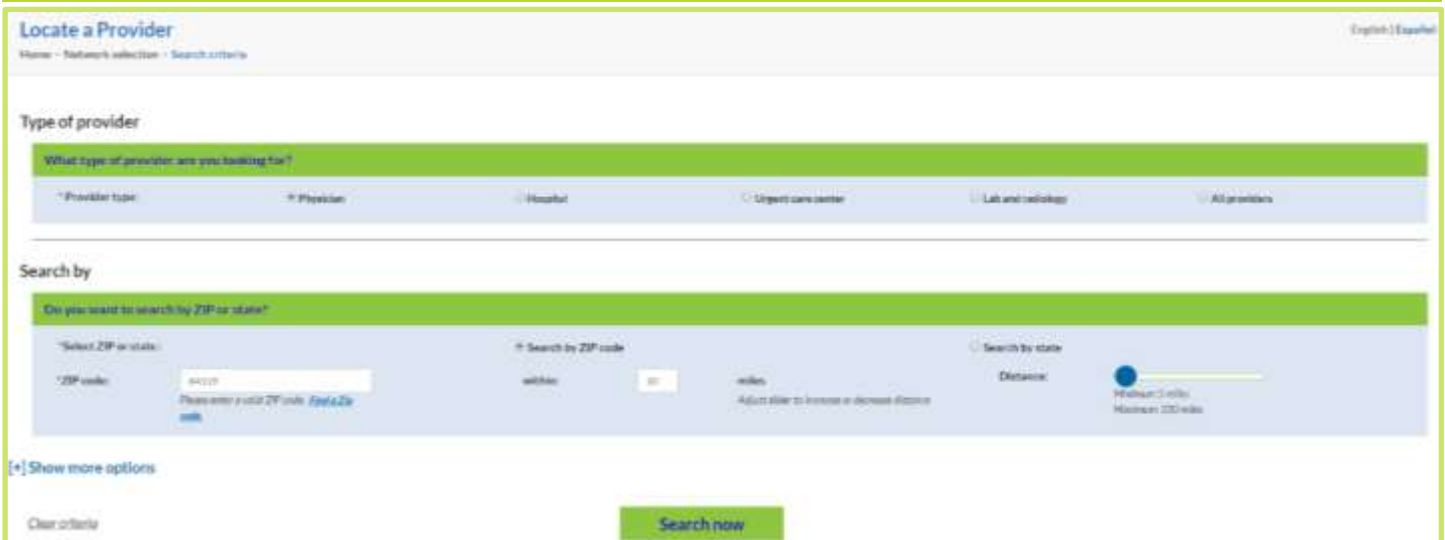 Locate a Provider
English | Español
Home - Network selection - Search criteria
Type of provider
What type of provider are you looking for?
*Provider type: Physician Hospital Urgent care center Lab and radiology All providers
Search by
Do you want to search by ZIP or state?
*Select ZIP or state: Search by ZIP code Search by state
*ZIP code: within: miles Distance:
Please enter a valid ZIP code. Find a Zip code. Adjust slider to increase or decrease distance Minimum miles
Maximum miles
[+] Show more options
Clear criteria Search now